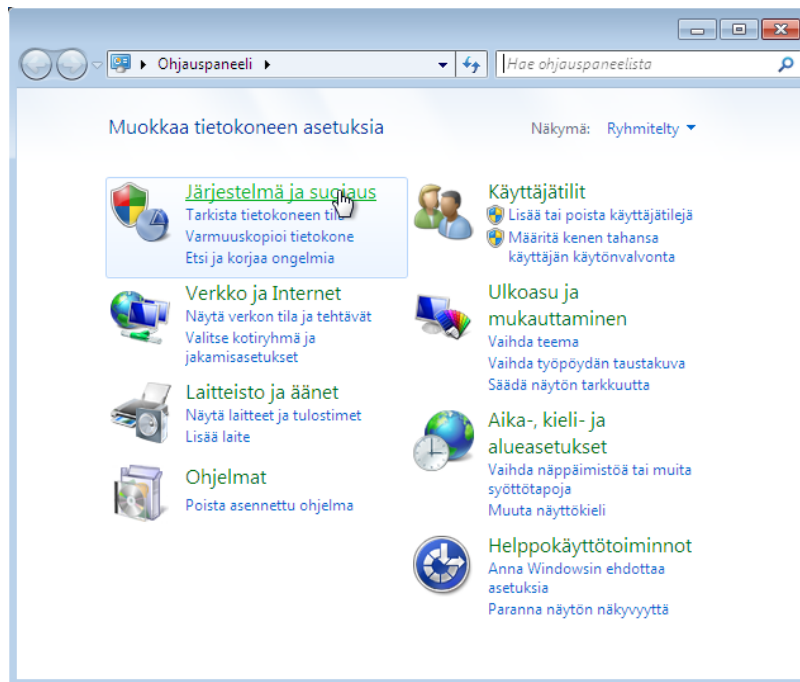 Ohjauspaneeli
Hae ohjauspaneelista
Muokkaa tietokoneen asetuksia
Näkymä: Ryhmitelty
Järjestelmä ja suojaus
Tarkista tietokoneen tila
Varmuuskopioi tietokone
Etsi ja korjaa ongelmia
Verkko ja Internet
Näytä verkon tila ja tehtävät
Valitse kotiryhmä ja
jakamisasetukset
Laitteisto ja äänet
Näytä laitteet ja tulostimet
Lisää laite
Ohjelmat
Poista asennettu ohjelma
Käyttäjätilit
Lisää tai poista käyttäjätilejä
Määritä kenen tahansa
käyttäjän käytönvalvonta
Ulkoasu ja
mukauttaminen
Vaihda teema
Vaihda työpöydän taustakuva
Säädä näytön tarkkuutta
Aika-, kieli- ja
alueasetukset
Vaihda näppäimistöä tai muita
syöttötapoja
Muuta näyttökieli
Helppokäyttötoiminnot
Anna Windowsin ehdottaa
asetuksia
Paranna näytön näkyvyyttä